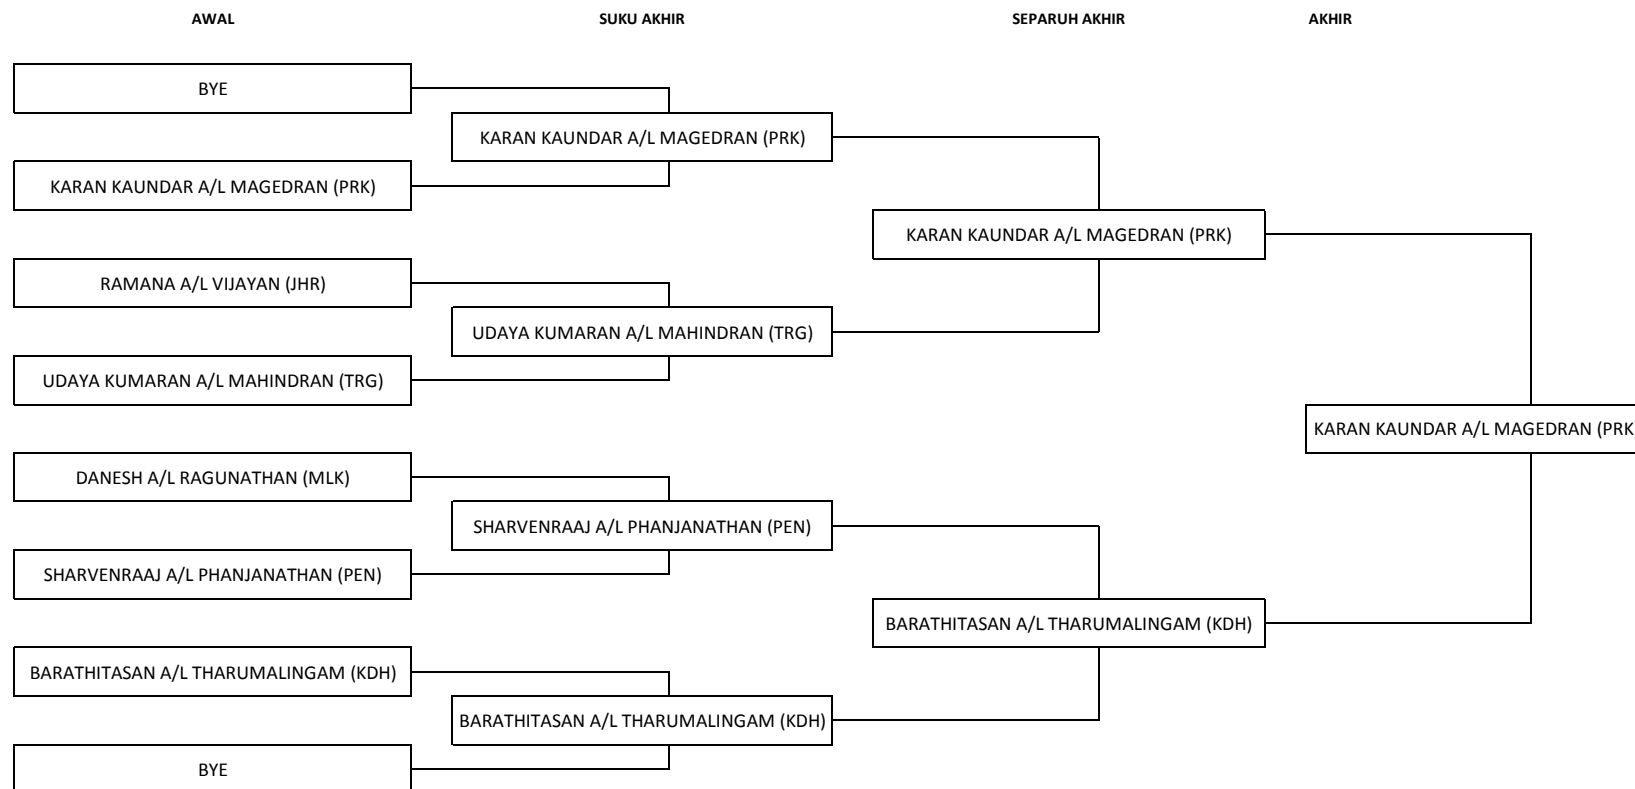 AWAL
SUKU AKHIR
SEPARUH AKHIR
AKHIR
BYE
KARAN KAUNDAR A/L MAGEDRAN (PRK)
KARAN KAUNDAR A/L MAGEDRAN (PRK)
KARAN KAUNDAR A/L MAGEDRAN (PRK)
RAMANA A/L VIJAYAN (JHR)
UDAYA KUMARAN A/L MAHINDRAN (TRG)
UDAYA KUMARAN A/L MAHINDRAN (TRG)
KARAN KAUNDAR A/L MAGEDRAN (PRK
DANESH A/L RAGUNATHAN (MLK)
SHARVENRAAJ A/L PHANJANATHAN (PEN)
SHARVENRAAJ A/L PHANJANATHAN (PEN)
BARATHITASAN A/L THARUMALINGAM (KDH)
BARATHITASAN A/L THARUMALINGAM (KDH)
BARATHITASAN A/L THARUMALINGAM (KDH)
BYE